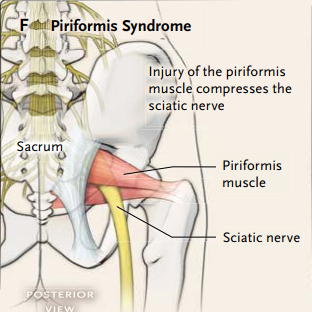 F Piriformis Syndrome
Injury of the piriformis
muscle compresses the
sciatic nerve
Sacrum
Piriformis
muscle
Sciatic nerve
POSTERIOR
VIEW